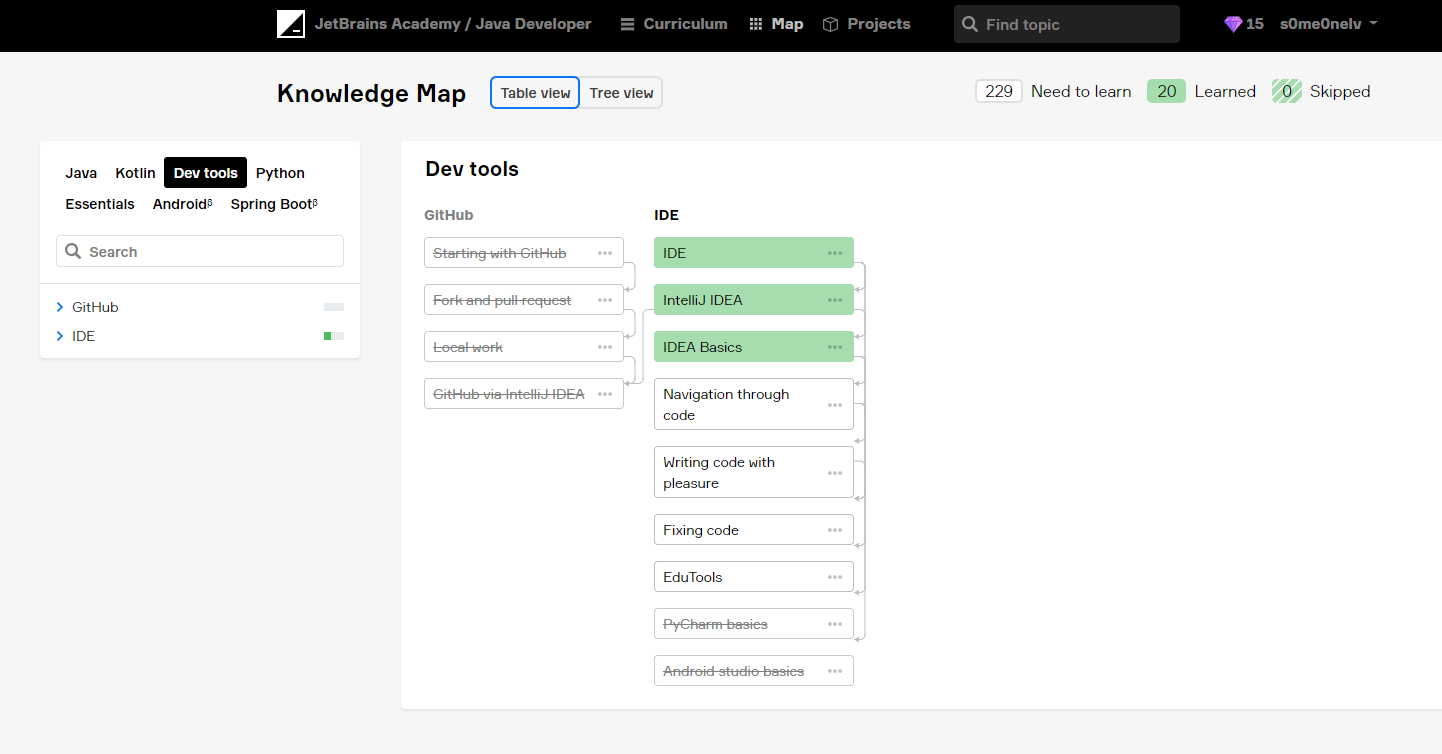 JetBrains Academy / Java Developer Curriculum Map Projects Find topic 15 s0me0nelv
Knowledge Map Table view Tree view 229 Need to learn 20 Learned 0 Skipped
Java Kotlin Dev tools Python
Essentials Androidᵝ Spring Bootᵝ
Search
GitHub
IDE
Dev tools
GitHub
Starting with GitHub
Fork and pull request
Local work
GitHub via IntelliJ IDEA
IDE
IDE
IntelliJ IDEA
IDEA Basics
Navigation through
code
Writing code with
pleasure
Fixing code
EduTools
PyCharm basics
Android studio basics